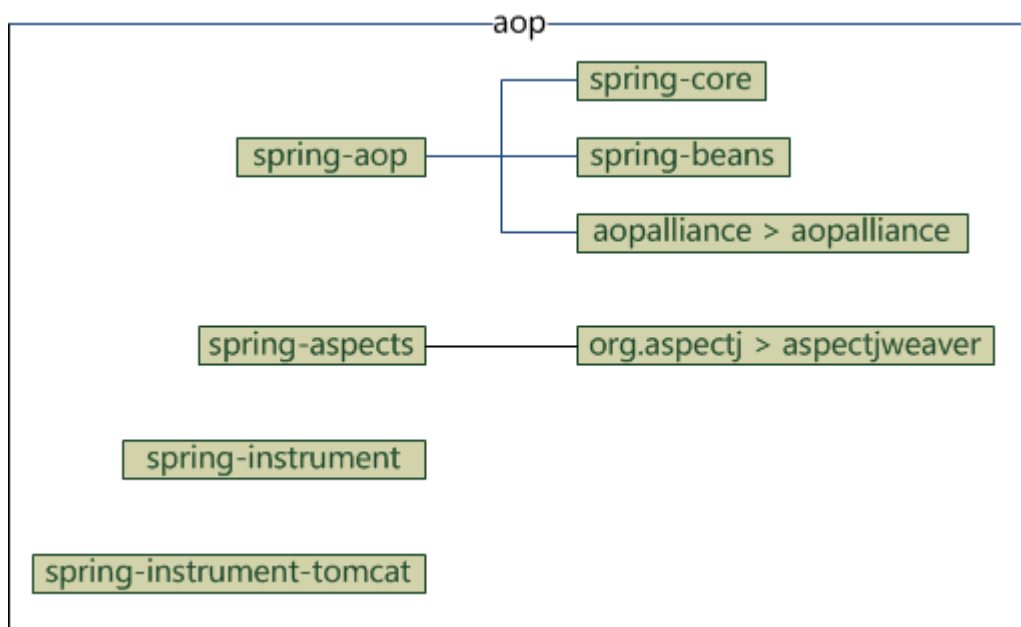 aop
spring-core
spring-aop
spring-beans
aopalliance > aopalliance
spring-aspects
org.aspectj > aspectjweaver
spring-instrument
spring-instrument-tomcat